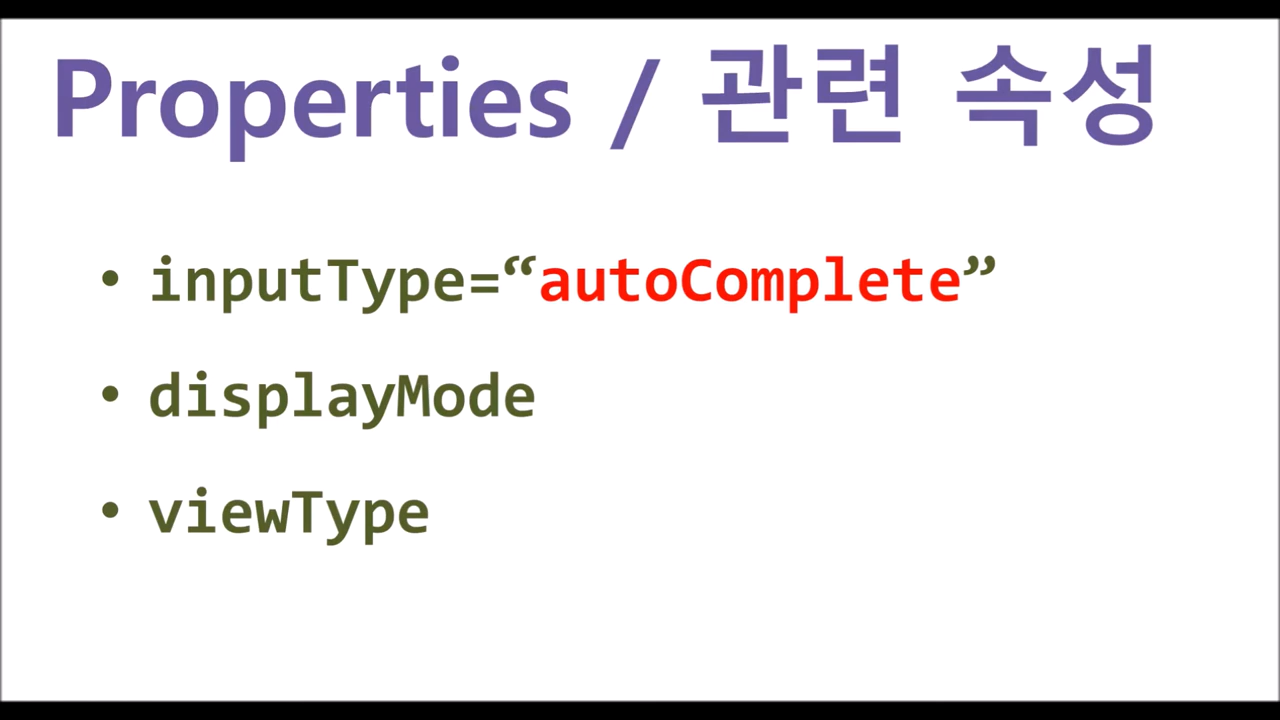 Properties / 관련 속성
• inputType=“autoComplete”
• displayMode
• viewType